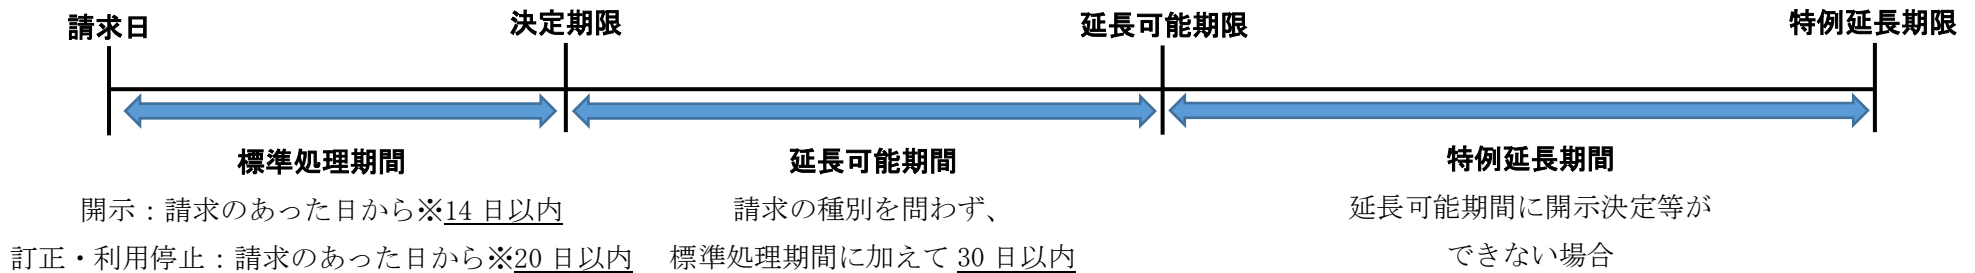 請求日
決定期限
延長可能期限
特例延長期限
標準処理期間
開示：請求のあった日から※14 日以内
訂正・利用停止：請求のあった日から※20 日以内
延長可能期間
請求の種別を問わず、
標準処理期間に加えて 30 日以内
特例延長期間
延長可能期間に開示決定等が
できない場合